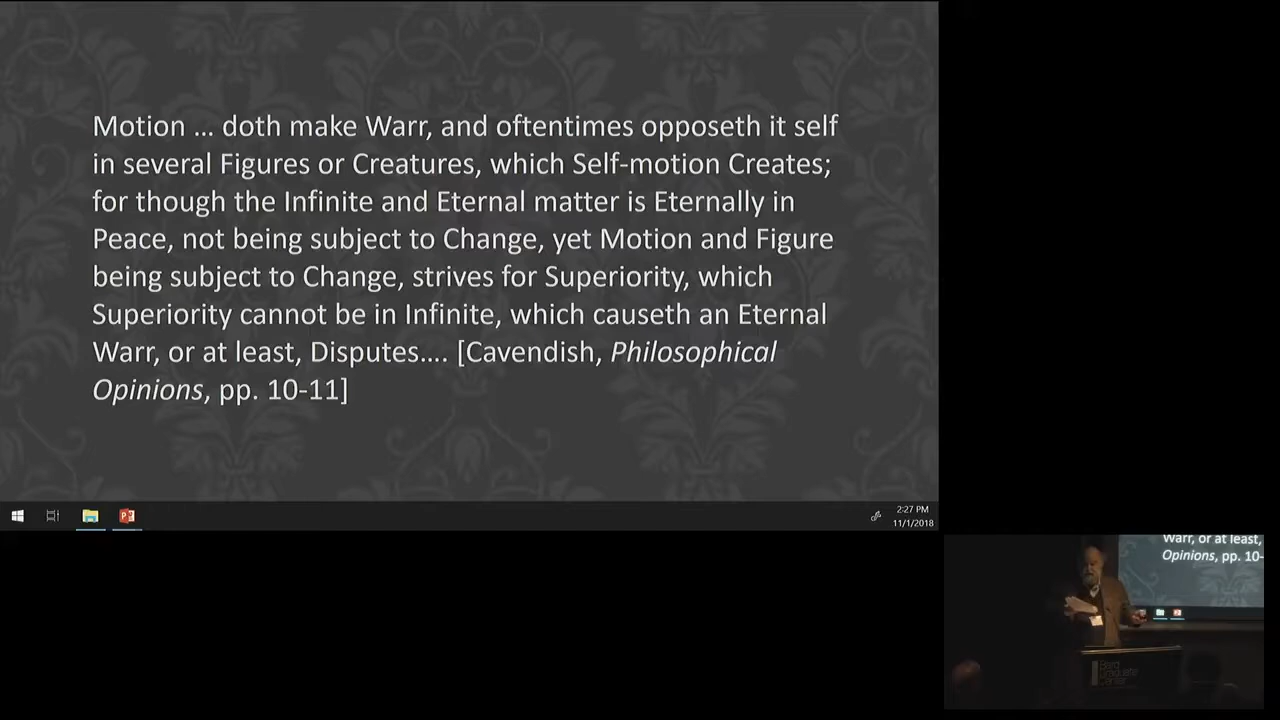 Motion … doth make Warr, and oftentimes opposeth it self
in several Figures or Creatures, which Self-motion Creates;
for though the Infinite and Eternal matter is Eternally in
Peace, not being subject to Change, yet Motion and Figure
being subject to Change, strives for Superiority, which
Superiority cannot be in Infinite, which causeth an Eternal
Warr, or at least, Disputes…. [Cavendish, Philosophical
Opinions, pp. 10-11]
2:27 PM
11/1/2018
Warr, or at least,
Opinions, pp. 10-
Bard
Graduate
Center